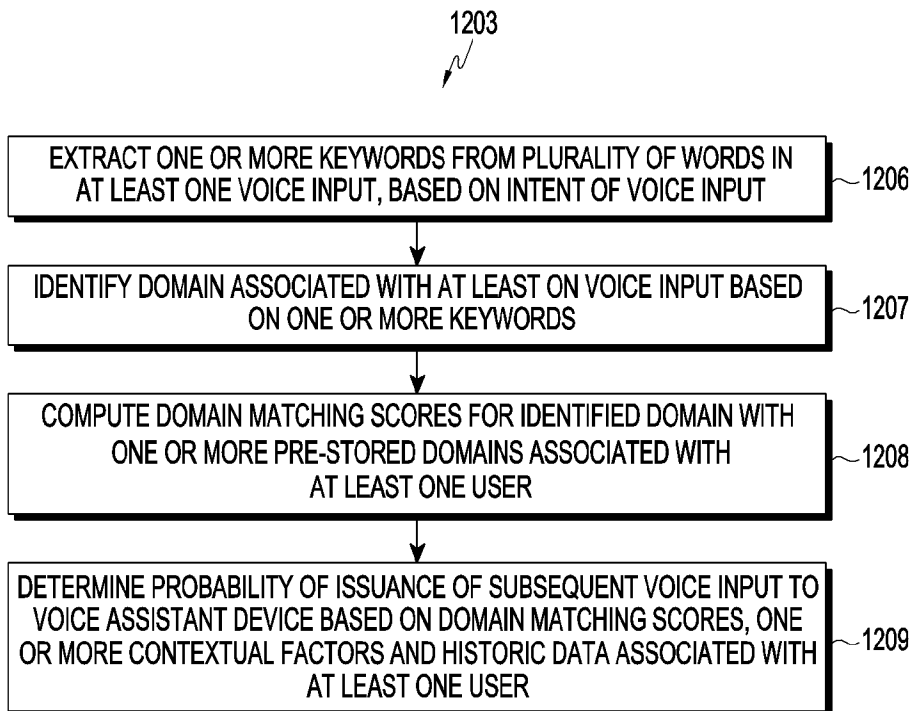 1203
EXTRACT ONE OR MORE KEYWORDS FROM PLURALITY OF WORDS IN
AT LEAST ONE VOICE INPUT, BASED ON INTENT OF VOICE INPUT
1206
IDENTIFY DOMAIN ASSOCIATED WITH AT LEAST ON VOICE INPUT BASED
ON ONE OR MORE KEYWORDS
1207
COMPUTE DOMAIN MATCHING SCORES FOR IDENTIFIED DOMAIN WITH
ONE OR MORE PRE-STORED DOMAINS ASSOCIATED WITH
AT LEAST ONE USER
1208
DETERMINE PROBABILITY OF ISSUANCE OF SUBSEQUENT VOICE INPUT TO
VOICE ASSISTANT DEVICE BASED ON DOMAIN MATCHING SCORES, ONE
OR MORE CONTEXTUAL FACTORS AND HISTORIC DATA ASSOCIATED WITH
AT LEAST ONE USER
1209